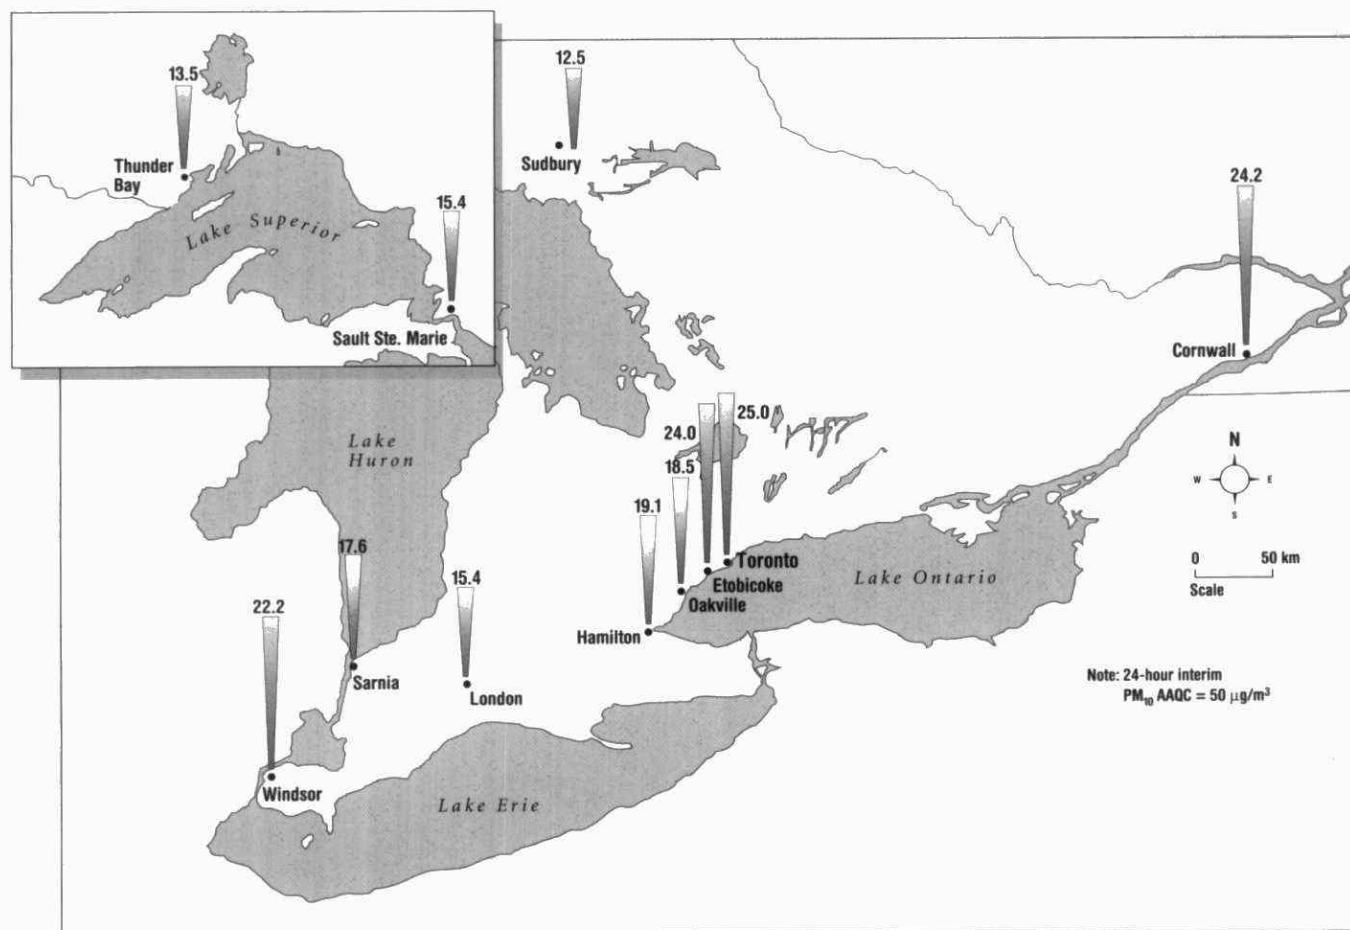 13.5
Thunder
Bay
Lake Superior
15.4
Sault Ste. Marie
12.5
Sudbury
24.2
Cornwall
Lake
Huron
25.0
24.0
18.5
19.1
Toronto
Etobicoke
Oakville
Hamilton
Lake Ontario
N
W E
S
0 50 km
Scale
17.6
Sarnia
15.4
London
22.2
Windsor
Lake Erie
Note: 24-hour interim
PM₁₀ AAQC = 50 µg/m³